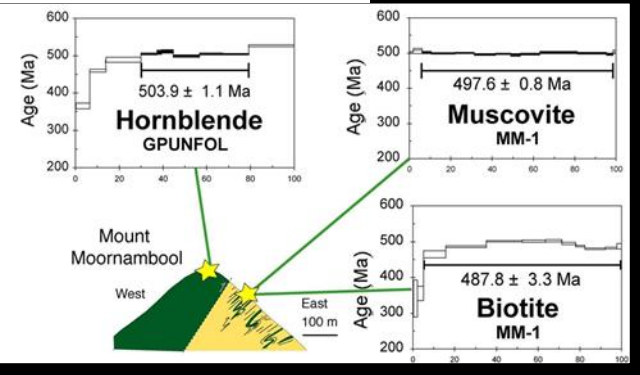 600
500
400
300
200
Age (Ma)
503.9 ± 1.1 Ma
Hornblende
GPUNFOL
0 20 40 60 80 100
600
500
400
300
200
Age (Ma)
497.6 ± 0.8 Ma
Muscovite
MM-1
0 20 40 60 80 100
Mount
Moornambool
West
East
100 m
600
500
400
300
200
Age (Ma)
487.8 ± 3.3 Ma
Biotite
MM-1
0 20 40 60 80 100